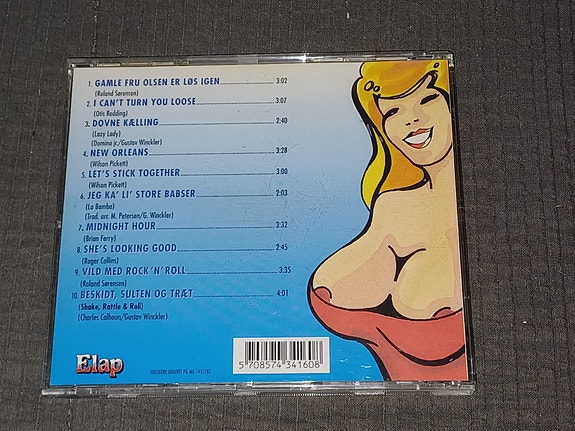 1. GAMLE FRU OLSEN ER LØS IGEN 3:02
(Roland Sørensen)
2. I CAN'T TURN YOU LOOSE 3:07
(Otis Redding)
3. DOVNE KÆLLING 2:40
(Lazy Lady)
(Domino jr./Gustav Winckler)
4. NEW ORLEANS 3:28
(Wilson Pickett)
5. LET'S STICK TOGETHER 3:00
(Wilson Pickett)
6. JEG KA' LI' STORE BABSER 2:03
(La Bamba)
(Trad. arr. M. Petersen/G. Winckler)
7. MIDNIGHT HOUR 3:32
(Brian Ferry)
8. SHE'S LOOKING GOOD 2:45
(Roger Collins)
9. VILD MED ROCK 'N' ROLL 3:35
(Roland Sørensen)
10. BESKIDT, SULTEN OG TRÆT 4:01
(Shake, Rattle & Roll)
(Charles Calhoun/Gustav Winckler)
Elap
TIDLIGERE UDGIVET PÅ
5 708574 341608